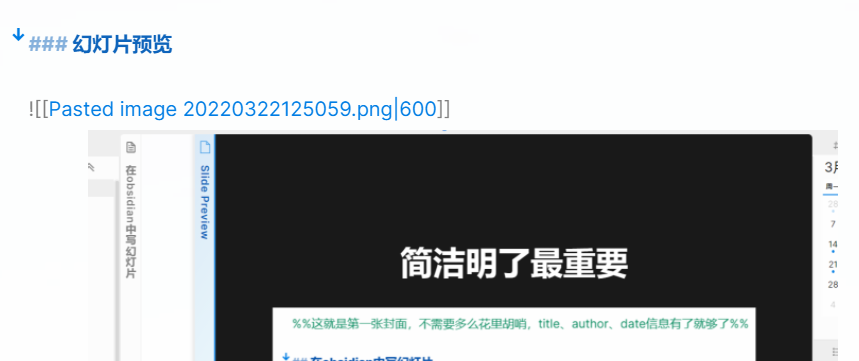 ### 幻灯片预览
![[Pasted image 20220322125059.png|600]]
在obsidian中写幻灯片
Slide Preview
简洁明了最重要
%%这就是第一张封面，不需要多么花里胡哨，title、author、date信息有了就够了%%
## 在obsidian中写幻灯片
3月
周一
28
7
14
21
28
4